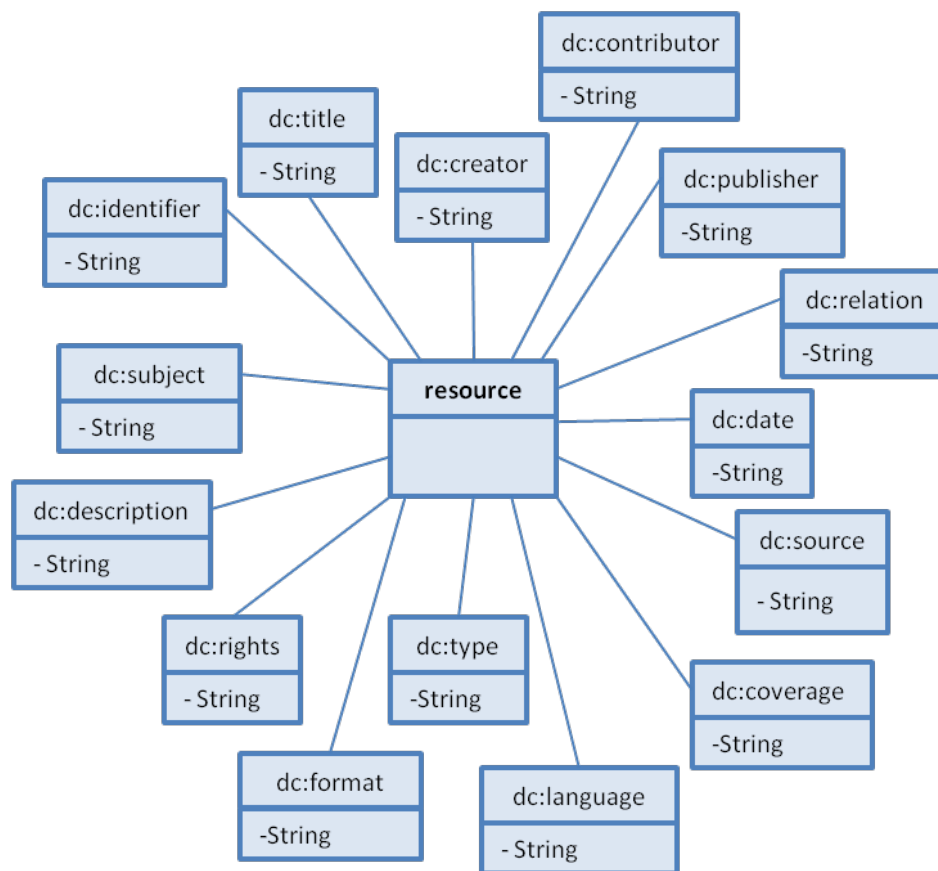 dc:contributor
- String
dc:title
- String
dc:creator
- String
dc:publisher
-String
dc:identifier
- String
dc:relation
-String
dc:subject
- String
resource
dc:date
-String
dc:description
- String
dc:source
- String
dc:rights
- String
dc:type
-String
dc:coverage
-String
dc:format
-String
dc:language
- String